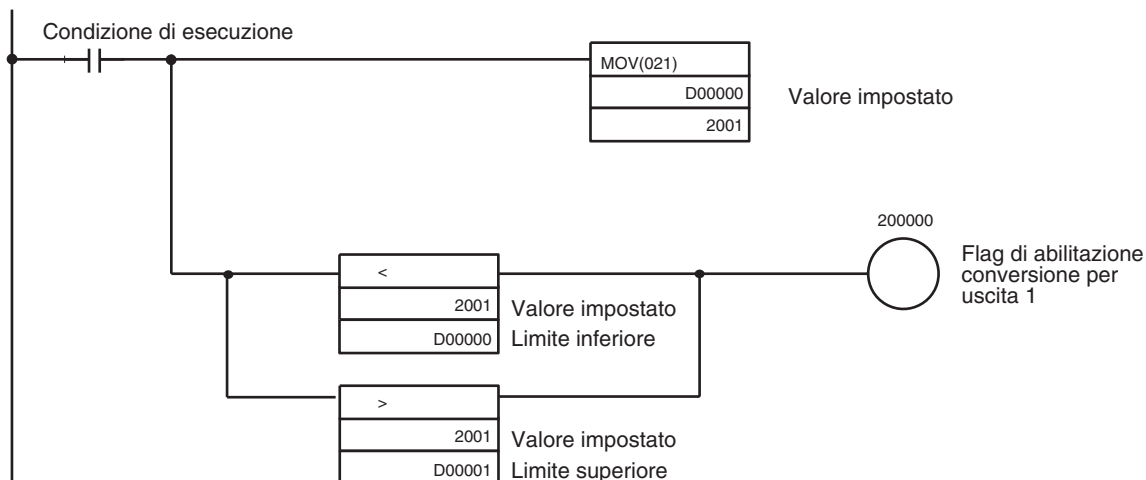 Condizione di esecuzione
MOV(021)
D00000
2001
Valore impostato
200000
Flag di abilitazione
conversione per
uscita 1
<
2001
D00000
Valore impostato
Limite inferiore
>
2001
D00001
Valore impostato
Limite superiore